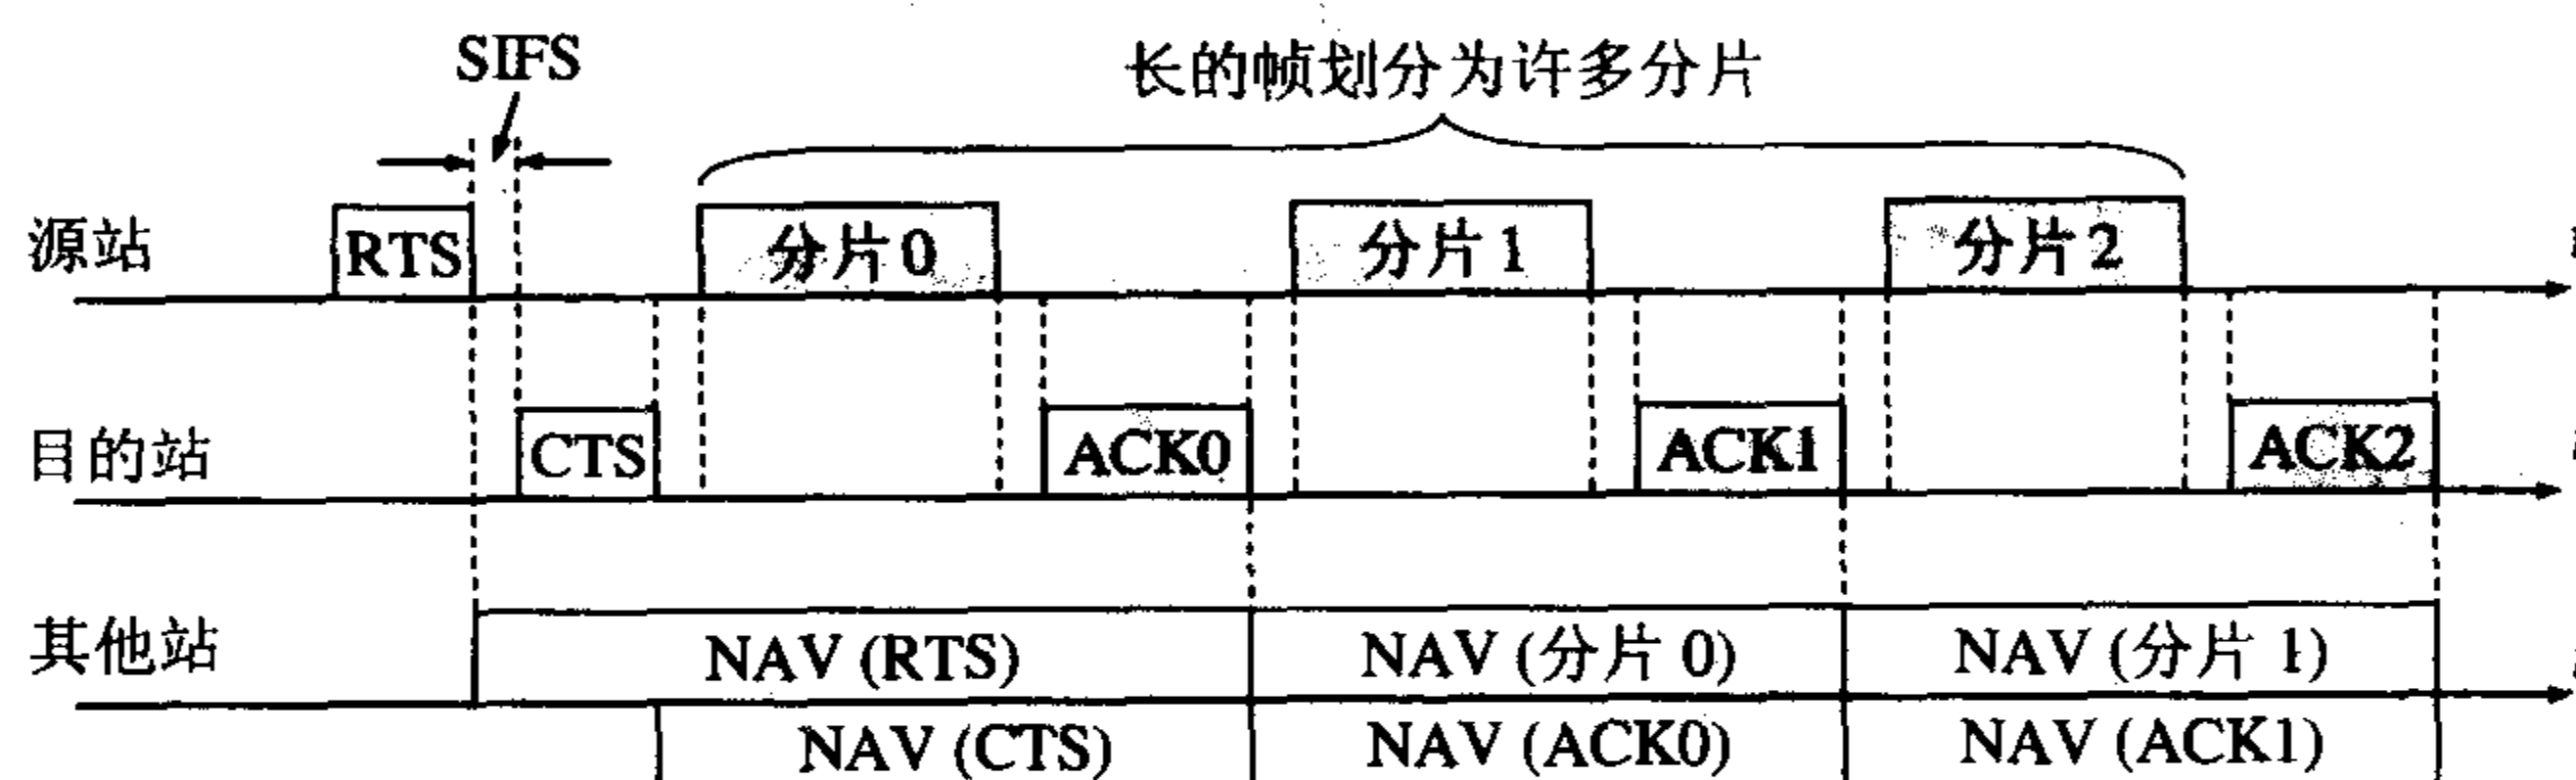 SIFS
长的帧划分为许多分片
源站
RTS
分片 0
分片 1
分片 2
目的站
CTS
ACK0
ACK1
ACK2
其他站
NAV (RTS)
NAV (分片 0)
NAV (分片 1)
NAV (CTS)
NAV (ACK0)
NAV (ACK1)